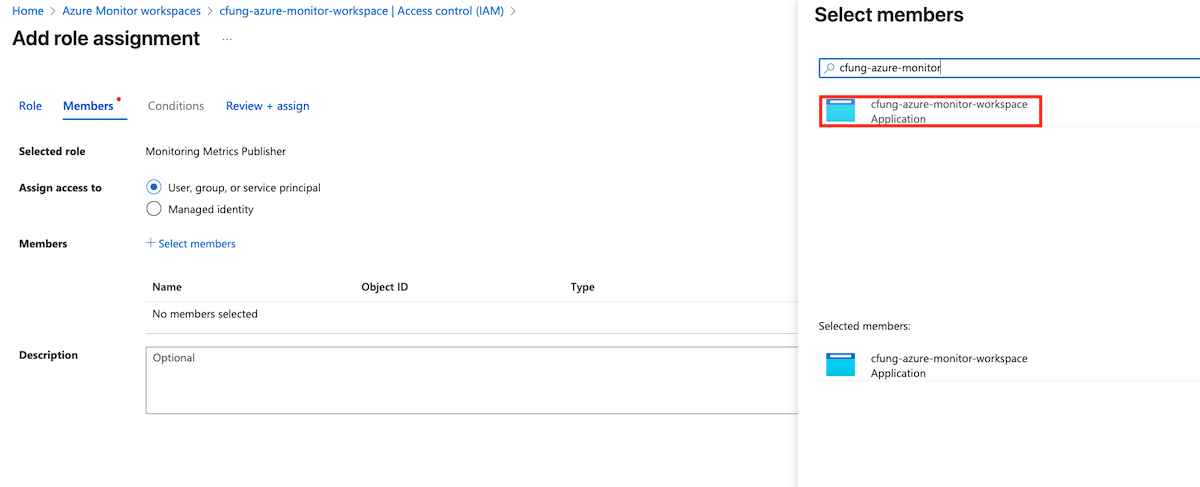 Home > Azure Monitor workspaces > cfung-azure-monitor-workspace | Access control (IAM) >
Add role assignment ...
Role Members Conditions Review + assign
Selected role Monitoring Metrics Publisher
Assign access to User, group, or service principal
Managed identity
Members + Select members
Name Object ID Type
No members selected
Description Optional
Select members
cfung-azure-monitor
cfung-azure-monitor-workspace
Application
Selected members:
cfung-azure-monitor-workspace
Application